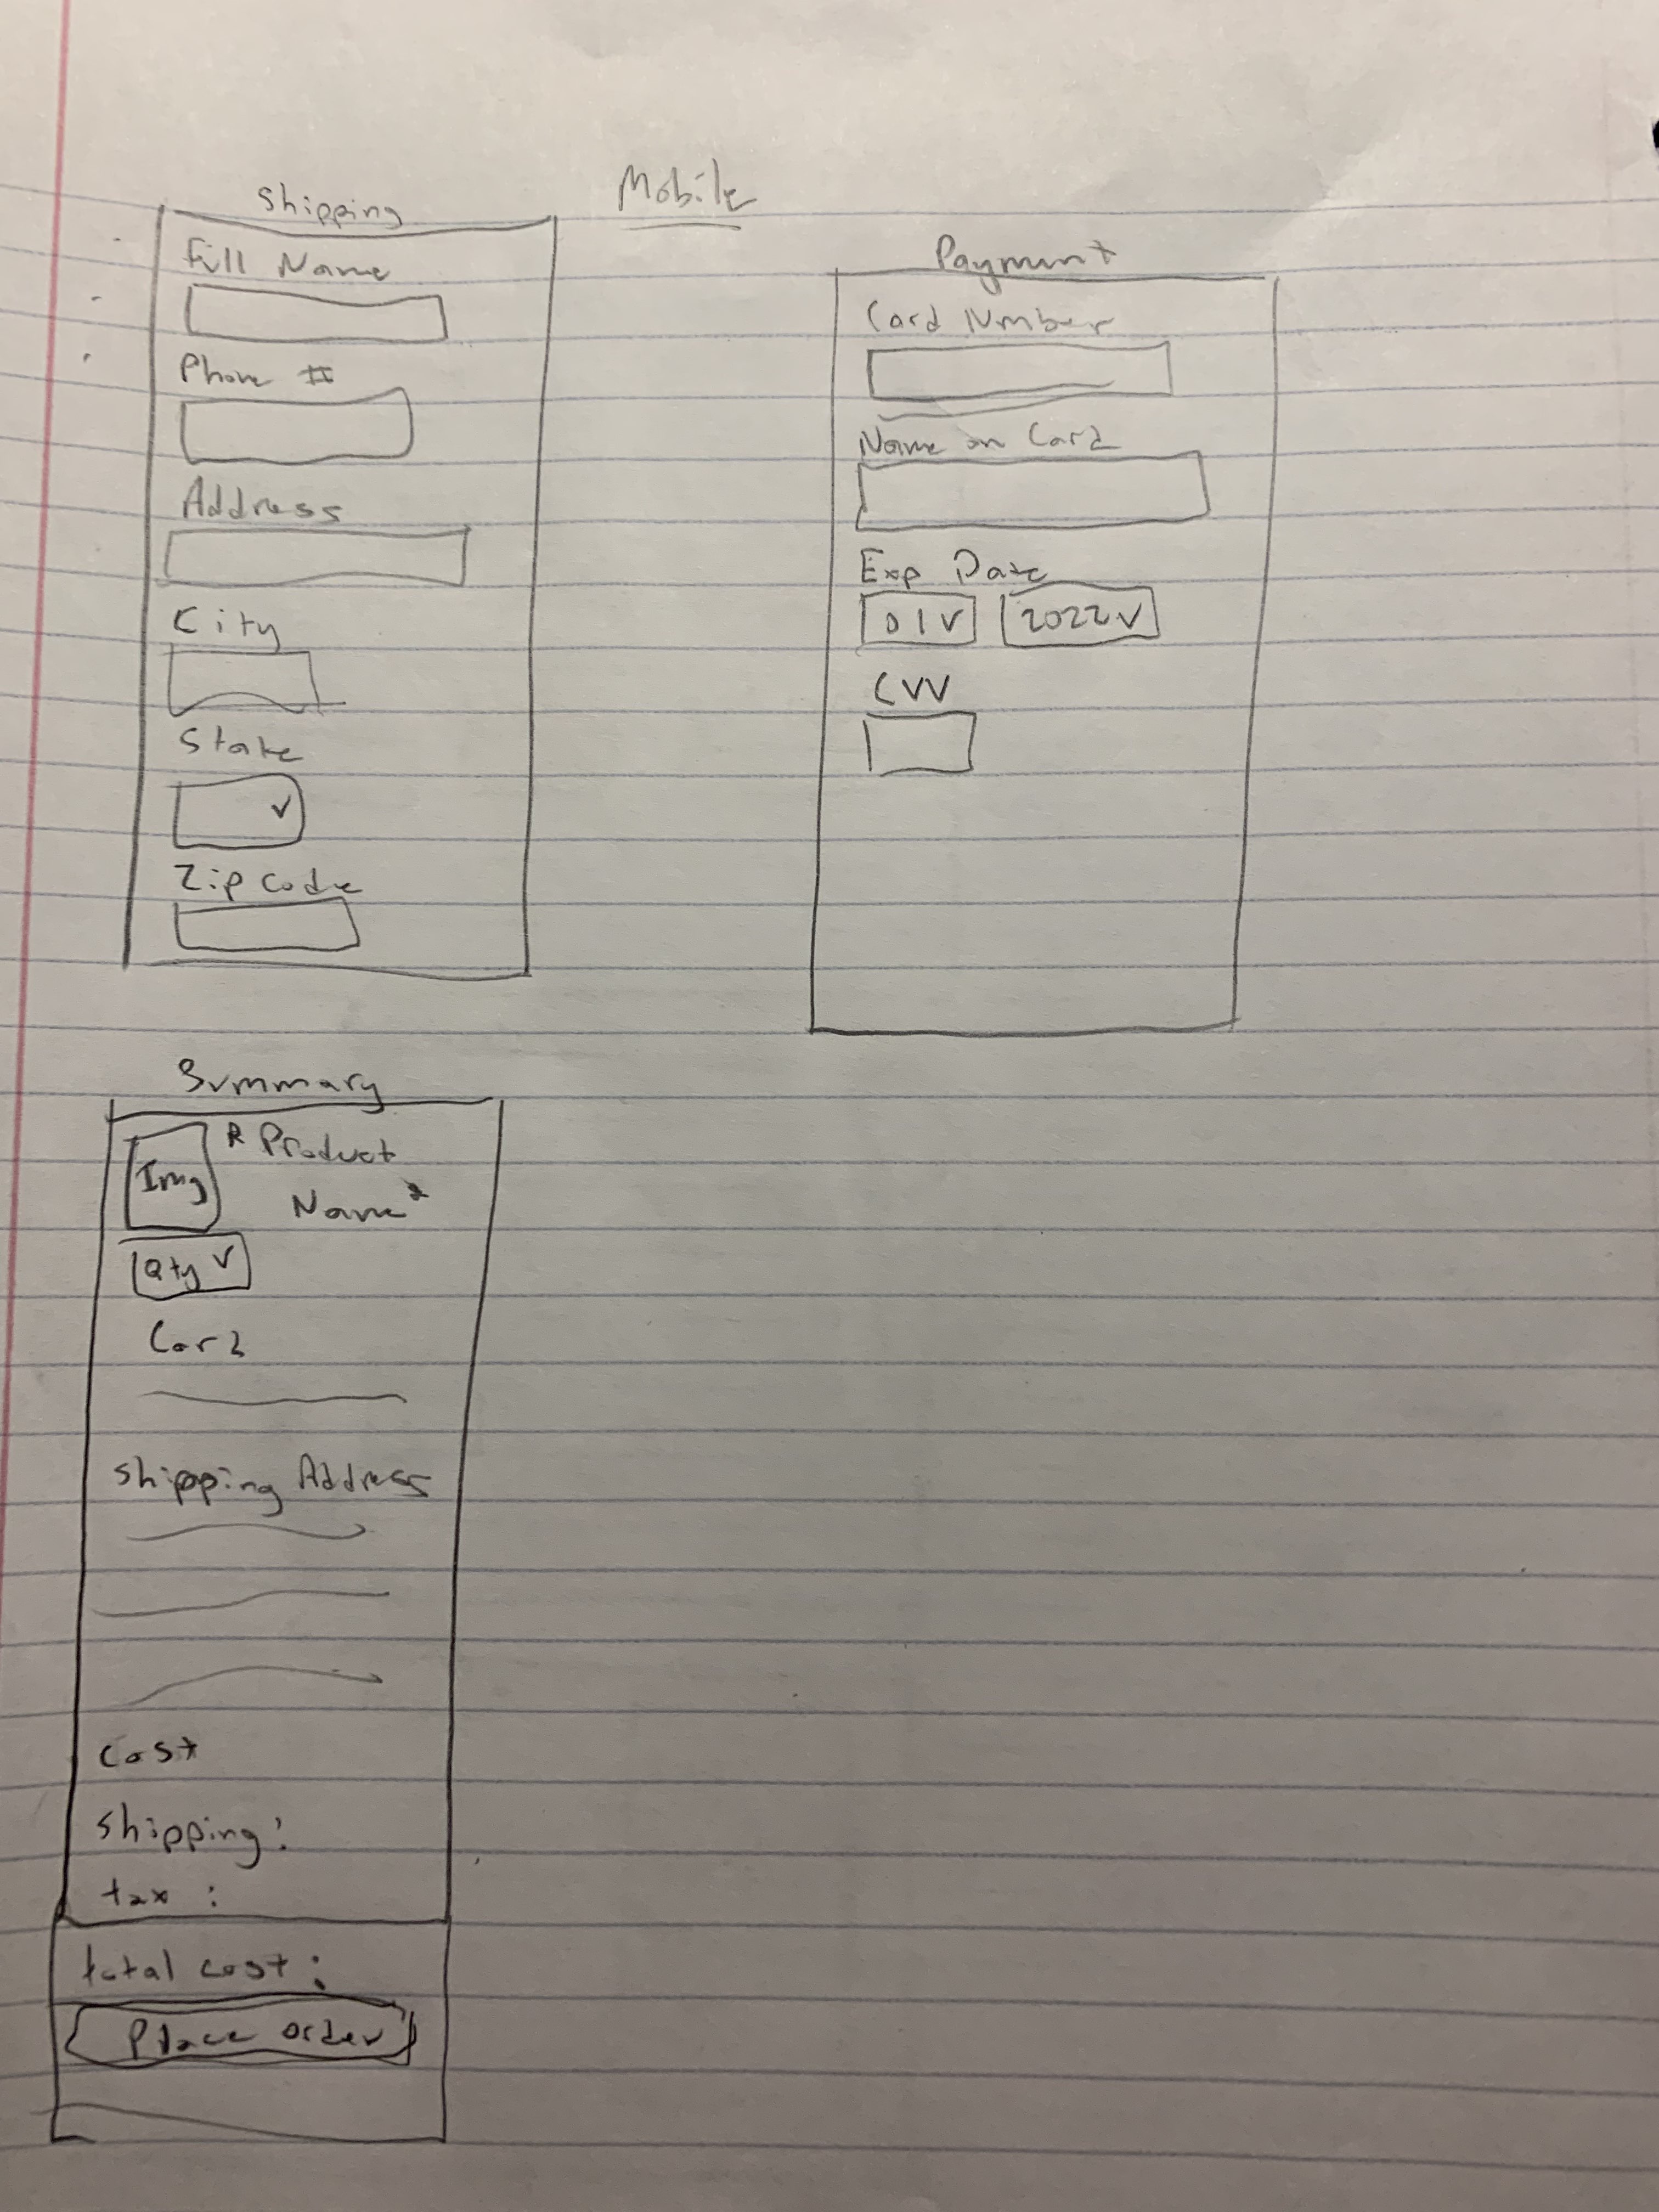 Mobile
Shipping
Full Name
Phone #
Address
City
State
Zip code
Payment
Card Number
Name on Card
Exp Date
01 V 2022 V
CVV
Summary
Img
"Product
Name"
Qty V
Card
Shipping Address
Cost
Shipping:
tax :
total cost :
Place order